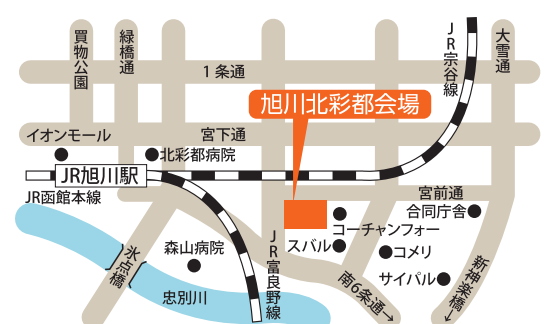 買物公園
緑橋通
JR宗谷線
大雪通
1条通
旭川北彩都会場
イオンモール
宮下通
北彩都病院
JR旭川駅
JR函館本線
宮前通
合同庁舎
コーチャンフォー
スバル
コメリ
サイパル
森山病院
氷点橋
忠別川
JR富良野線
南6条通→
新神楽橋→